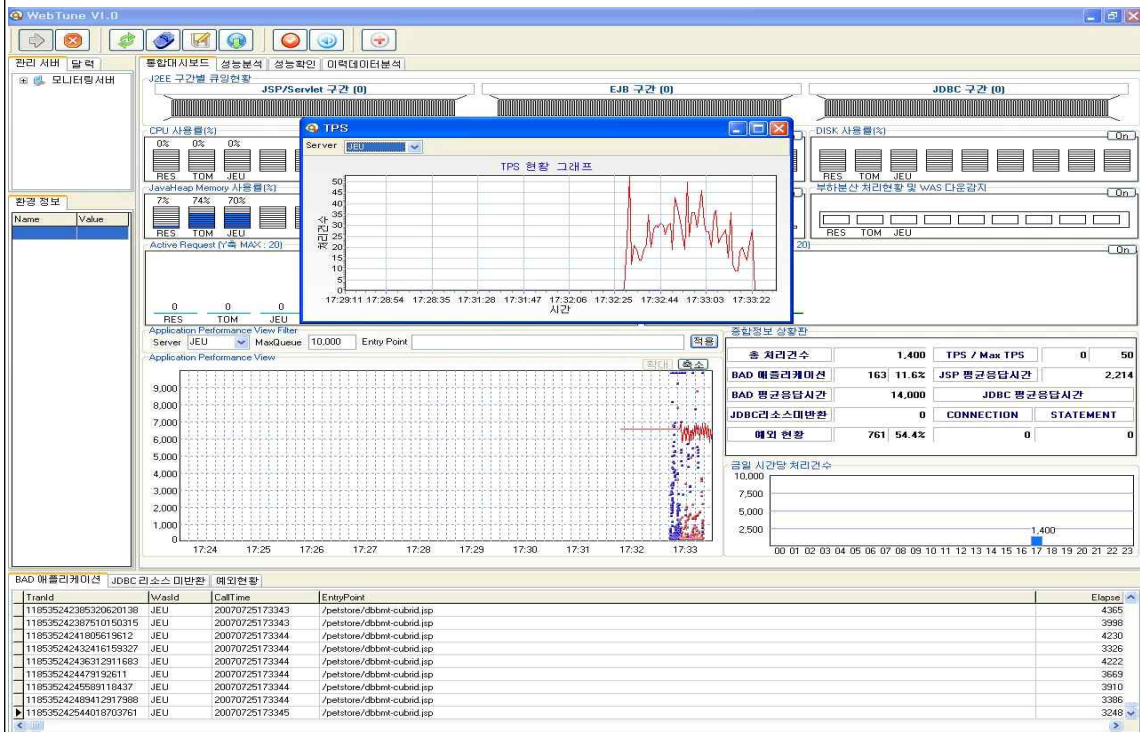 WebTune V1.0
관리 서버 달력
통합대시보드 성능분석 성능확인 이력데이터분석
모니터링서버
J2EE 구간별 큐잉현황
JSP/Servlet 구간 (0) EJB 구간 (0) JDBC 구간 (0)
CPU 사용률(%)
0% 0% 0%
RES TOM JEU
DISK 사용률(%) On
RES TOM JEU
JavaHeap Memory 사용률(%)
7% 74% 70%
RES TOM JEU
부하분산 처리현황 및 WAS 다운감지 On
RES TOM JEU
환경 정보
Name Value
Active Request (Y축 MAX : 20)
0 0 0
RES TOM JEU
20) On
TPS
Server JEU
TPS 현황 그래프
처리건수
50
45
40
35
30
25
20
15
10
5
0
17:29:11 17:28:54 17:28:35 17:31:28 17:31:47 17:32:06 17:32:25 17:32:44 17:33:03 17:33:22
시간
Application Performance View Filter
Server JEU MaxQueue 10,000 Entry Point 적용
Application Performance View
확대 축소
9,000
8,000
7,000
6,000
5,000
4,000
3,000
2,000
1,000
0
17:24 17:25 17:26 17:27 17:28 17:29 17:30 17:31 17:32 17:33
종합정보 상황판
총 처리건수 1,400 TPS / Max TPS 0 50
BAD 애플리케이션 163 11.6% JSP 평균응답시간 2,214
BAD 평균응답시간 14,000 JDBC 평균응답시간
JDBC리소스미반환 0 CONNECTION STATEMENT
예외 현황 761 54.4% 0 0
금일 시간당 처리건수
10,000
7,500
5,000
2,500
1,400
00 01 02 03 04 05 06 07 08 09 10 11 12 13 14 15 16 17 18 19 20 21 22 23
BAD 애플리케이션 JDBC 리소스 미반환 예외현황
TranId WasId CallTime EntryPoint Elapse
118535242385320620138 JEU 20070725173343 /petstore/dbbmt-cubrid.jsp 4365
118535242387510150315 JEU 20070725173343 /petstore/dbbmt-cubrid.jsp 3998
11853524241805619612 JEU 20070725173344 /petstore/dbbmt-cubrid.jsp 4230
118535242432416159327 JEU 20070725173344 /petstore/dbbmt-cubrid.jsp 3326
118535242436312911683 JEU 20070725173344 /petstore/dbbmt-cubrid.jsp 4222
1185352424479192611 JEU 20070725173344 /petstore/dbbmt-cubrid.jsp 3669
11853524245589118437 JEU 20070725173344 /petstore/dbbmt-cubrid.jsp 3910
118535242489412917988 JEU 20070725173344 /petstore/dbbmt-cubrid.jsp 3386
118535242544018703761 JEU 20070725173345 /petstore/dbbmt-cubrid.jsp 3248